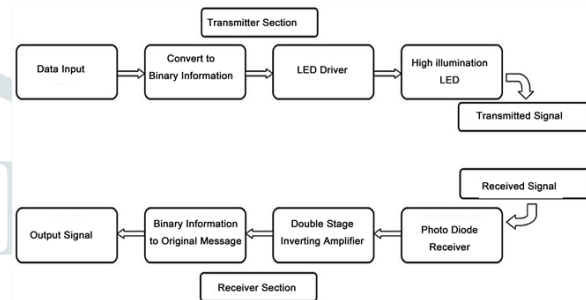 Transmitter Section
Data Input
Convert to
Binary Information
LED Driver
High illumination
LED
Transmitted Signal
Received Signal
Output Signal
Binary Information
to Original Message
Double Stage
Inverting Amplifier
Photo Diode
Receiver
Receiver Section